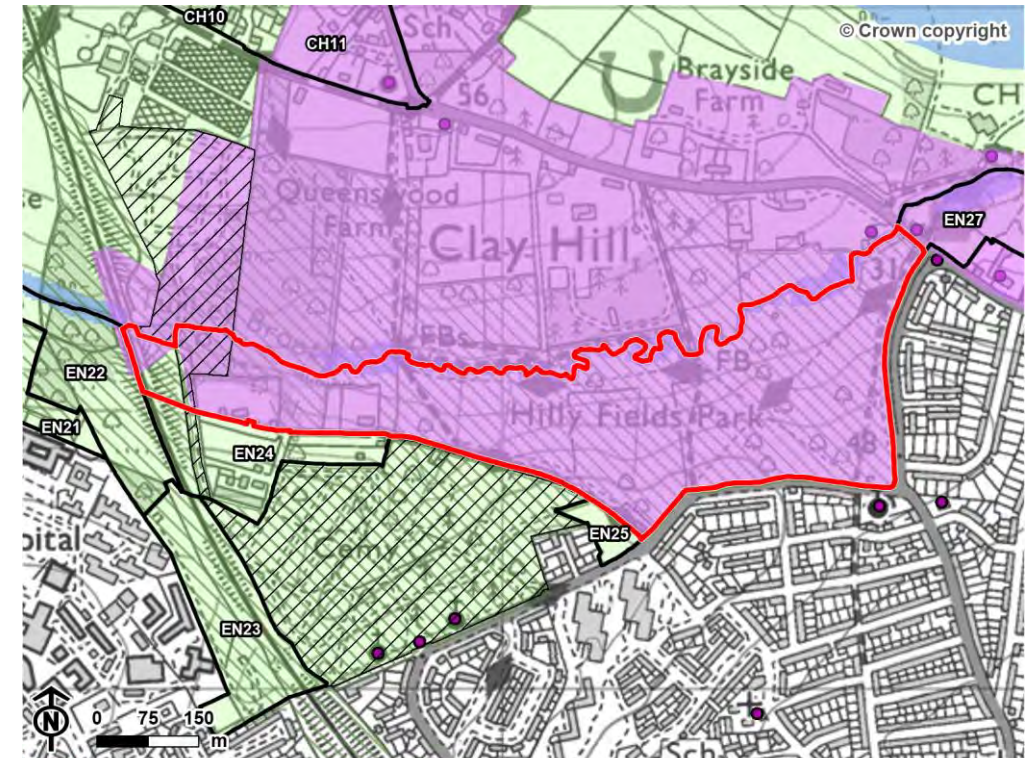 CH10
CH11
Sch
© Crown copyright
56
Brayside
Farm
CH
Queenswood
Farm
Clay Hill
EN27
31
FBs
FB
EN22
Hilly Fields Park
EN21
EN24
EN25
pital
EN23
N
0 75 150
m
Sch